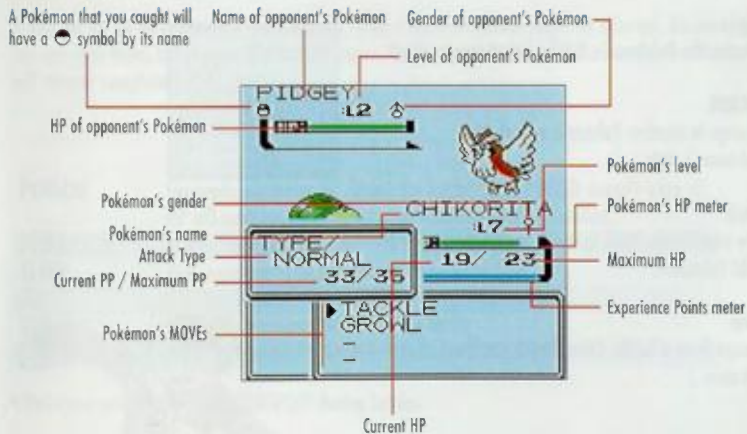 A Pokémon that you caught will
have a symbol by its name
Name of opponent's Pokémon
Gender of opponent's Pokémon
Level of opponent's Pokémon
PIDGEY
:12 ♂
HP of opponent's Pokémon
HP:
Pokémon's level
Pokémon's gender
CHIKORITA
:17 ♀
Pokémon's HP meter
Pokémon's name
TYPE/
Attack Type
NORMAL
19/ 23
Maximum HP
Current PP / Maximum PP
33/35
Experience Points meter
Pokémon's MOVEs
▶TACKLE
GROWL
-
-
Current HP